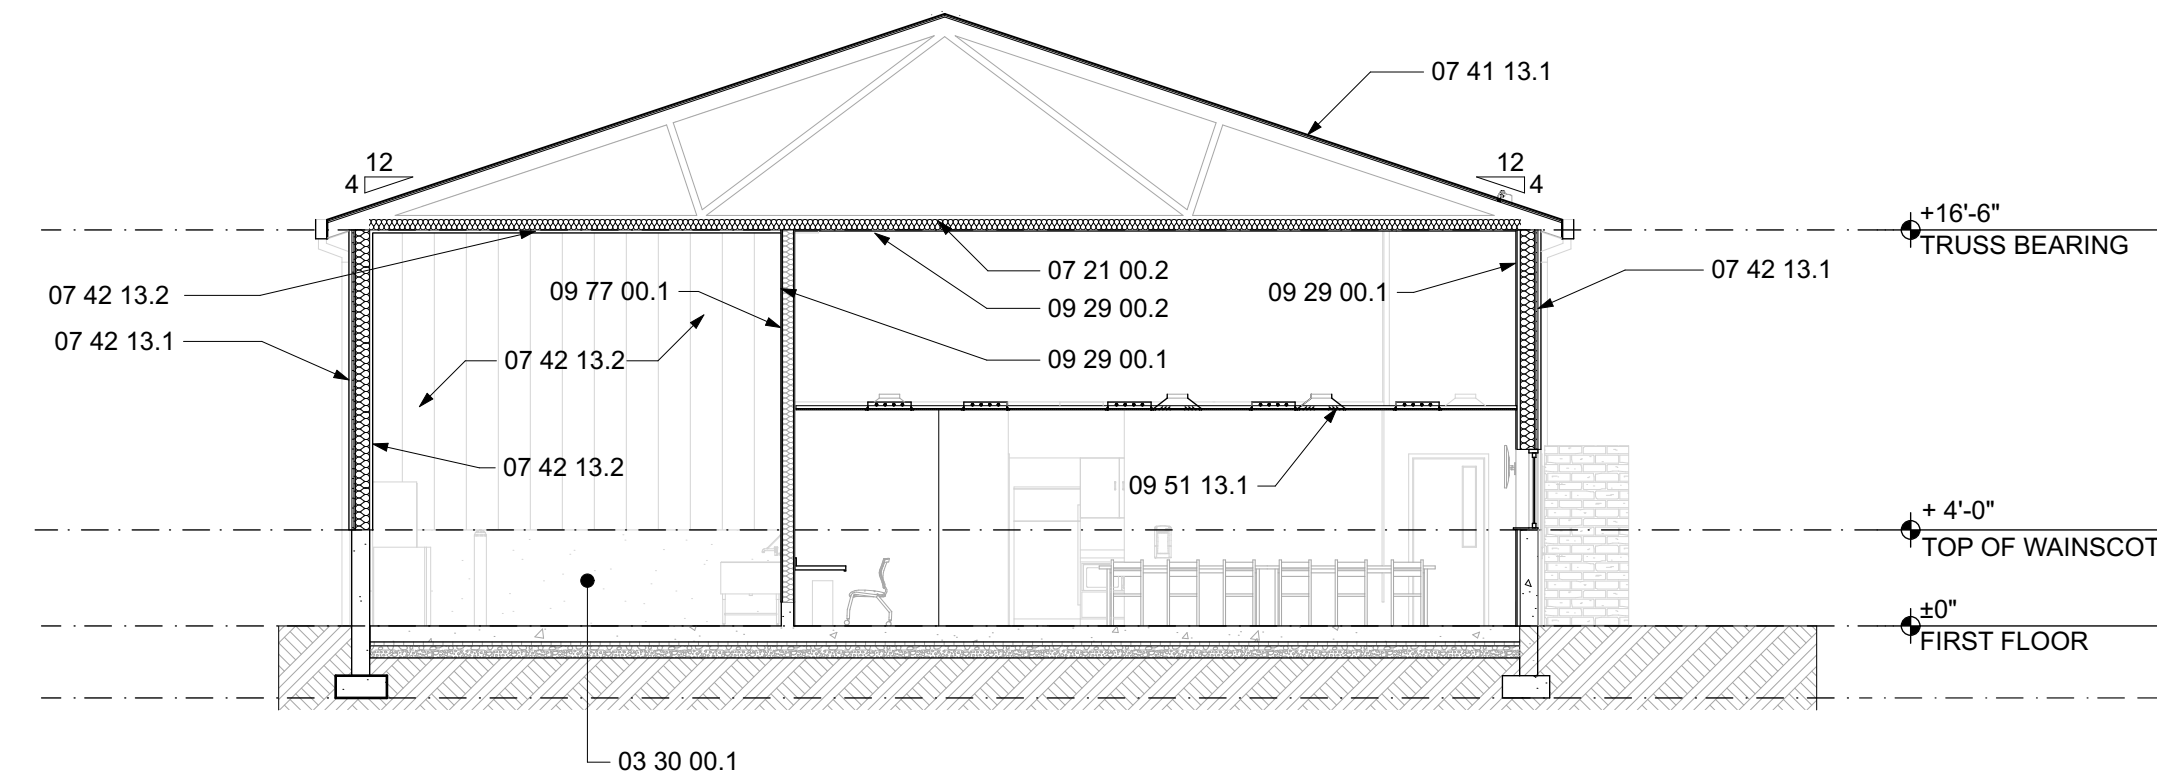 07 41 13.1
12
4
12
4
+16'-6"
TRUSS BEARING
07 21 00.2
07 42 13.1
07 42 13.2
09 77 00.1
09 29 00.1
09 29 00.2
07 42 13.1
07 42 13.2
09 29 00.1
07 42 13.2
09 51 13.1
+ 4'-0"
TOP OF WAINSCOT
±0"
FIRST FLOOR
03 30 00.1